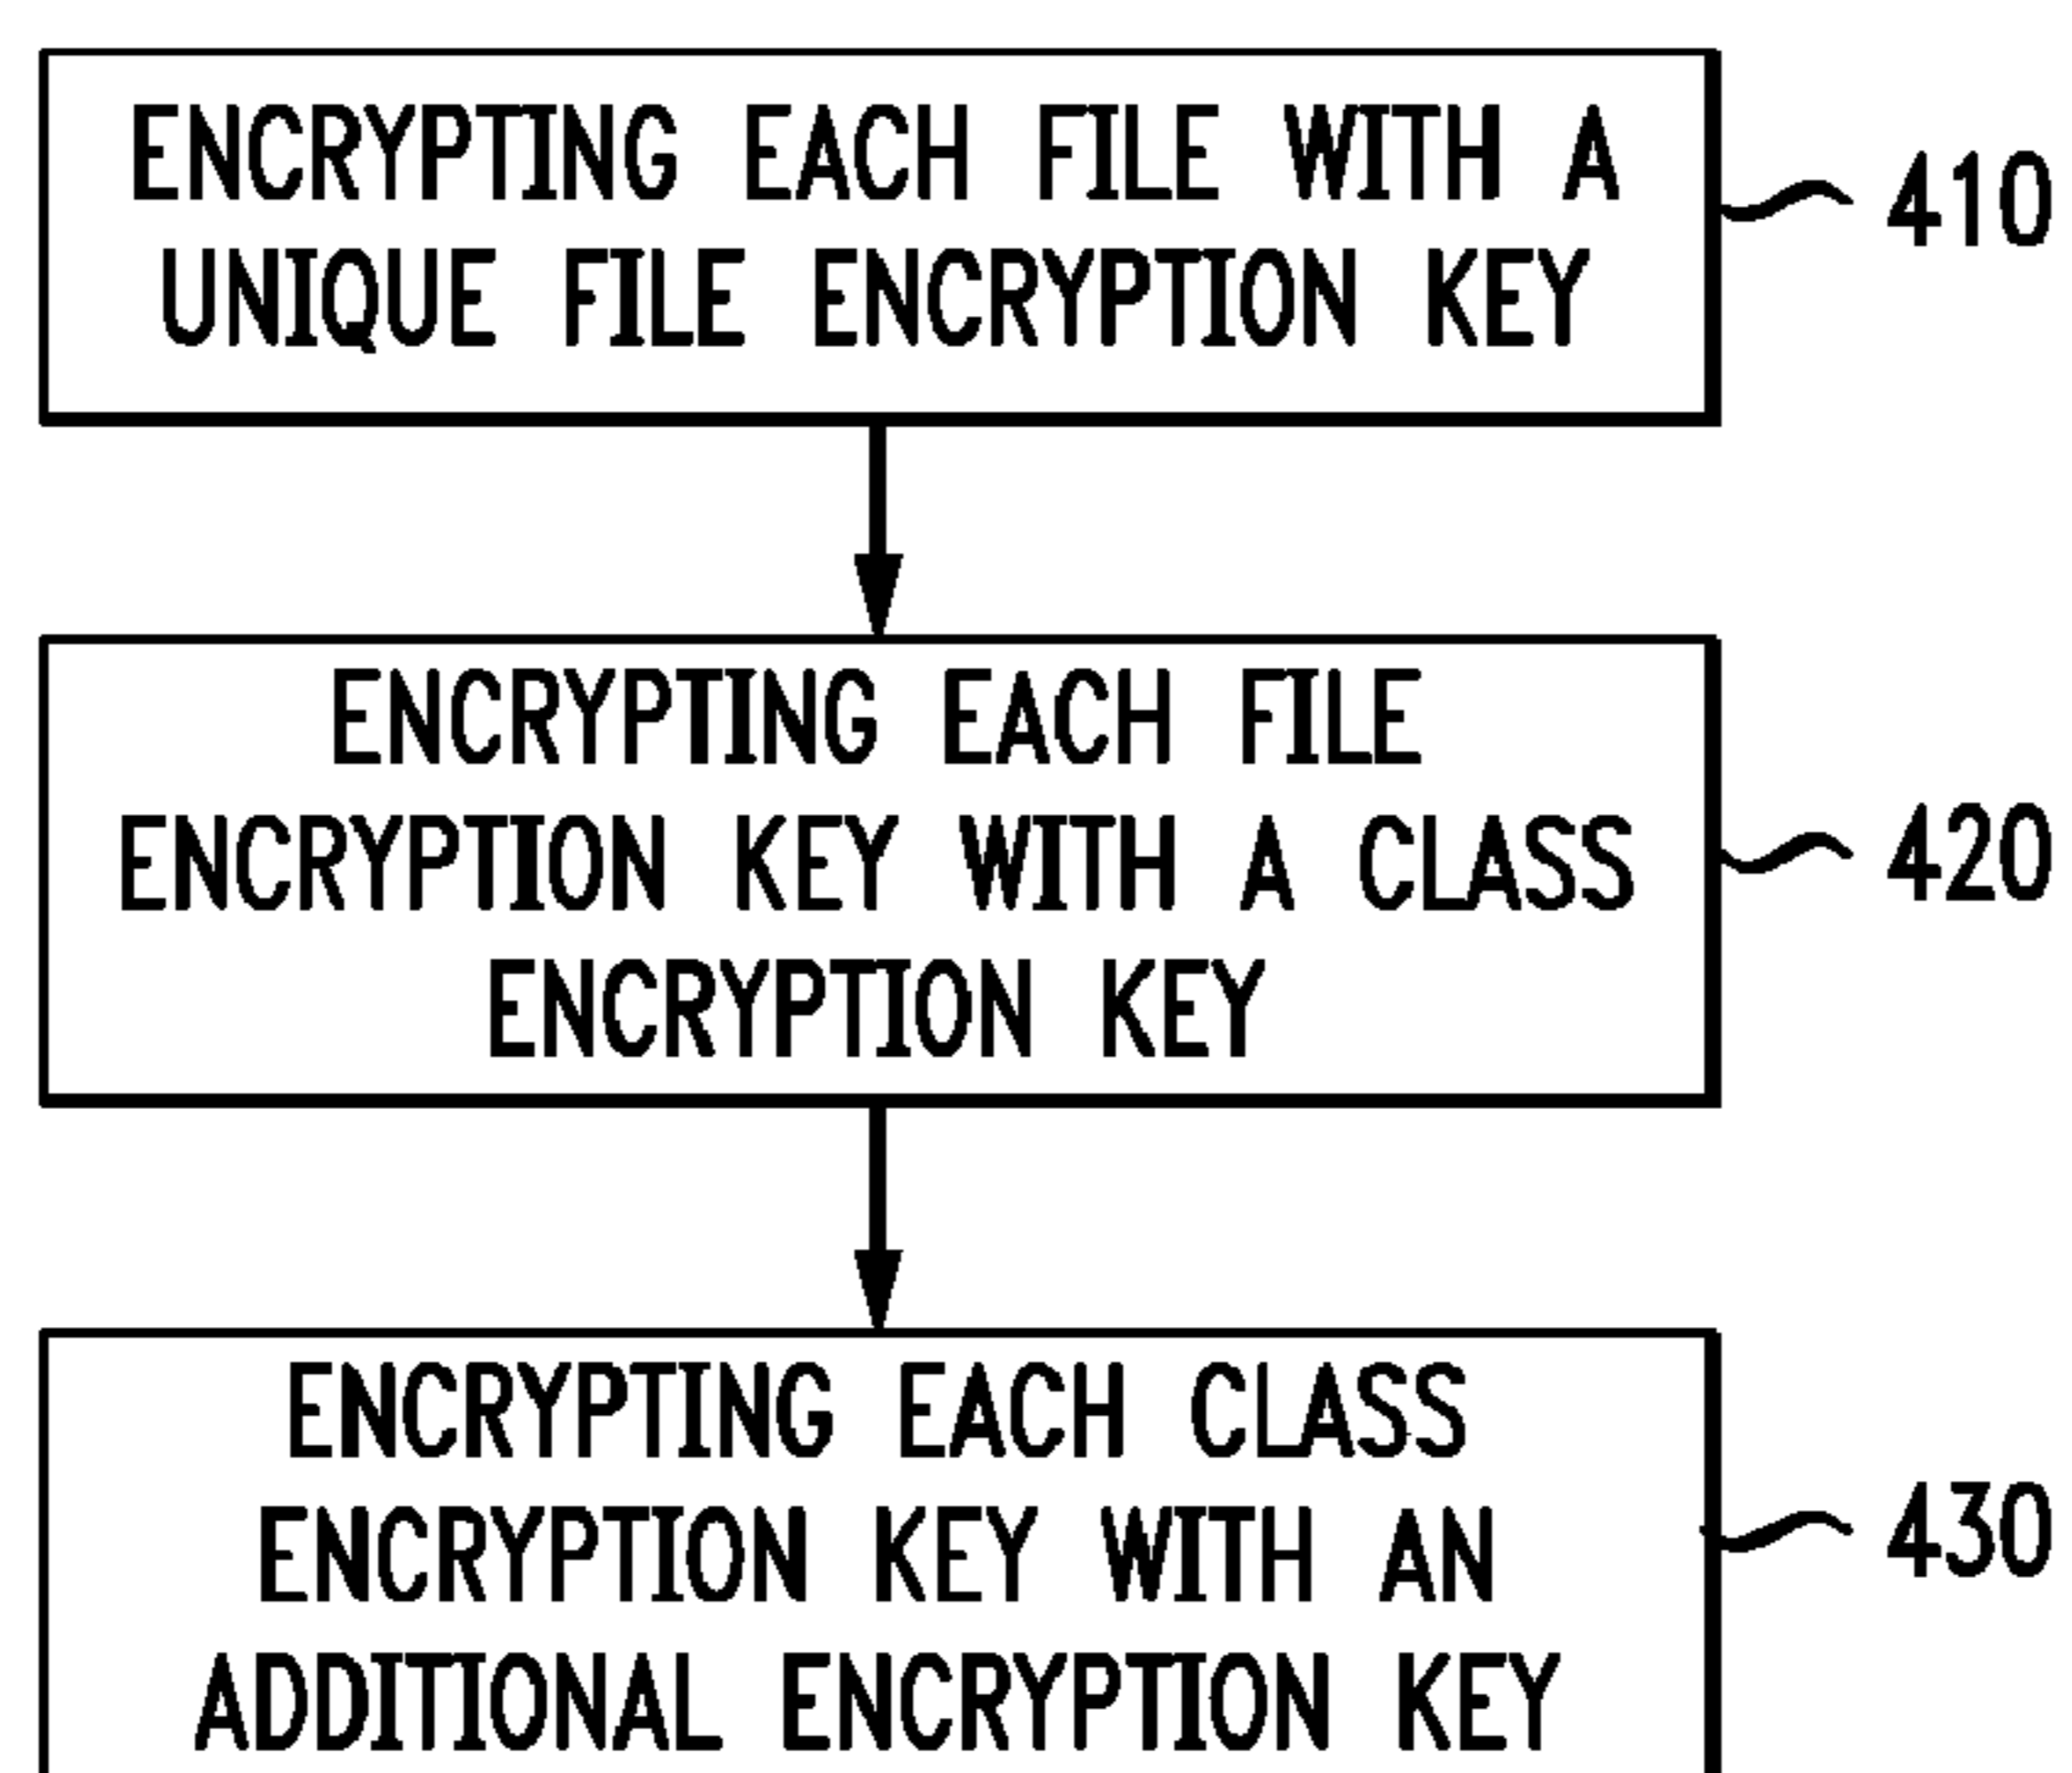 ENCRYPTING EACH FILE WITH A
UNIQUE FILE ENCRYPTION KEY
410
ENCRYPTING EACH FILE
ENCRYPTION KEY WITH A CLASS
ENCRYPTION KEY
420
ENCRYPTING EACH CLASS
ENCRYPTION KEY WITH AN
ADDITIONAL ENCRYPTION KEY
430